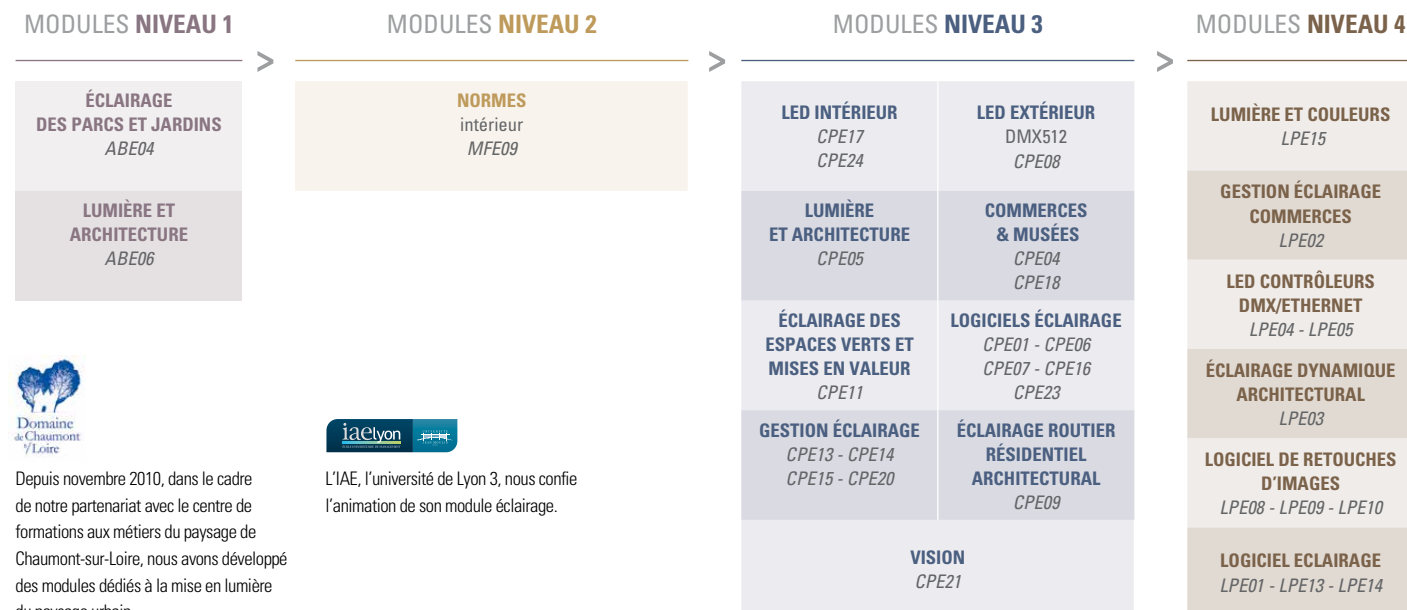 MODULES NIVEAU 1
>
ÉCLAIRAGE
DES PARCS ET JARDINS
ABE04
LUMIÈRE ET
ARCHITECTURE
ABE06
Domaine
de Chaumont
s/Loire
Depuis novembre 2010, dans le cadre
de notre partenariat avec le centre de
formations aux métiers du paysage de
Chaumont-sur-Loire, nous avons développé
des modules dédiés à la mise en lumière
du paysage urbain
MODULES NIVEAU 2
>
NORMES
intérieur
MFE09
iaelyon
L’IAE, l’université de Lyon 3, nous confie
l’animation de son module éclairage.
MODULES NIVEAU 3
>
LED INTÉRIEUR
CPE17
CPE24
LED EXTÉRIEUR
DMX512
CPE08
LUMIÈRE
ET ARCHITECTURE
CPE05
COMMERCES
& MUSÉES
CPE04
CPE18
ÉCLAIRAGE DES
ESPACES VERTS ET
MISES EN VALEUR
CPE11
LOGICIELS ÉCLAIRAGE
CPE01 - CPE06
CPE07 - CPE16
CPE23
GESTION ÉCLAIRAGE
CPE13 - CPE14
CPE15 - CPE20
ÉCLAIRAGE ROUTIER
RÉSIDENTIEL
ARCHITECTURAL
CPE09
VISION
CPE21
MODULES NIVEAU 4
LUMIÈRE ET COULEURS
LPE15
GESTION ÉCLAIRAGE
COMMERCES
LPE02
LED CONTRÔLEURS
DMX/ETHERNET
LPE04 - LPE05
ÉCLAIRAGE DYNAMIQUE
ARCHITECTURAL
LPE03
LOGICIEL DE RETOUCHES
D’IMAGES
LPE08 - LPE09 - LPE10
LOGICIEL ECLAIRAGE
LPE01 - LPE13 - LPE14